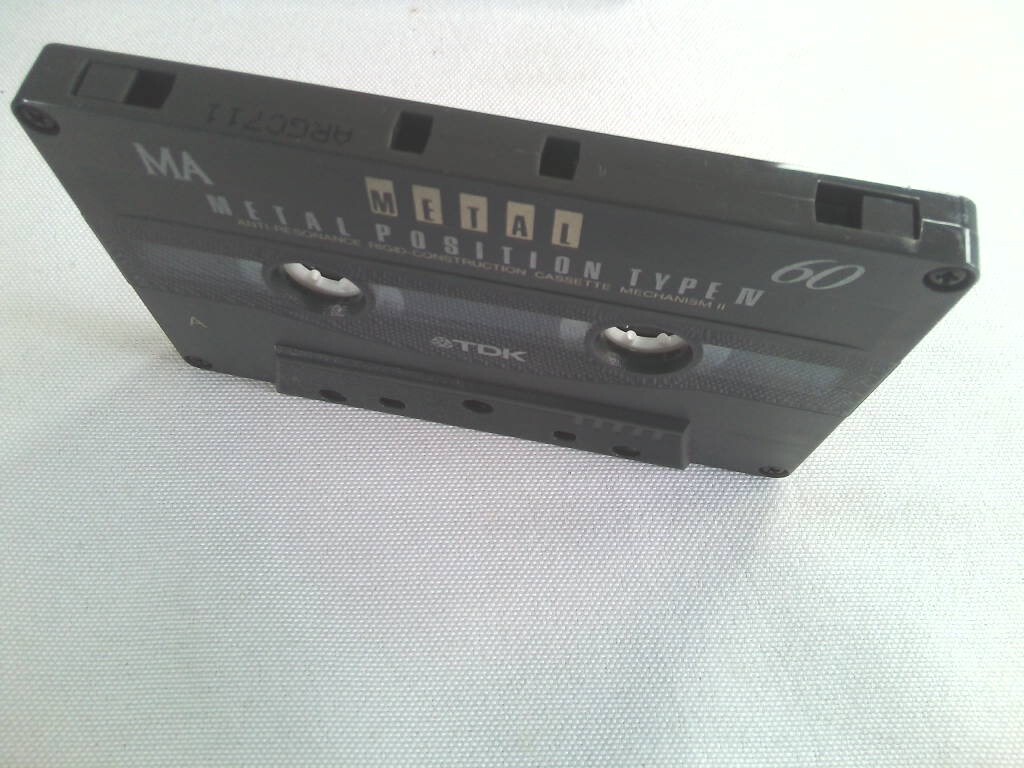 ARGC711
MA
METAL
60
METAL POSITION TYPE IV
ANTI-RESONANCE RIGID-CONSTRUCTION CASSETTE MECHANISM II
A
TDK